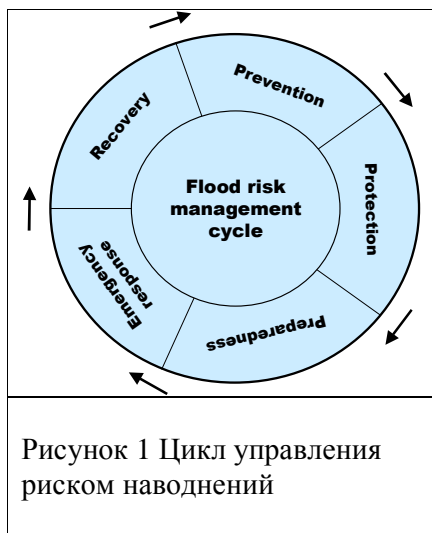 Prevention
Protection
Preparedness
Emergency
response
Recovery
Flood risk
management
cycle
Рисунок 1 Цикл управления
риском наводнений